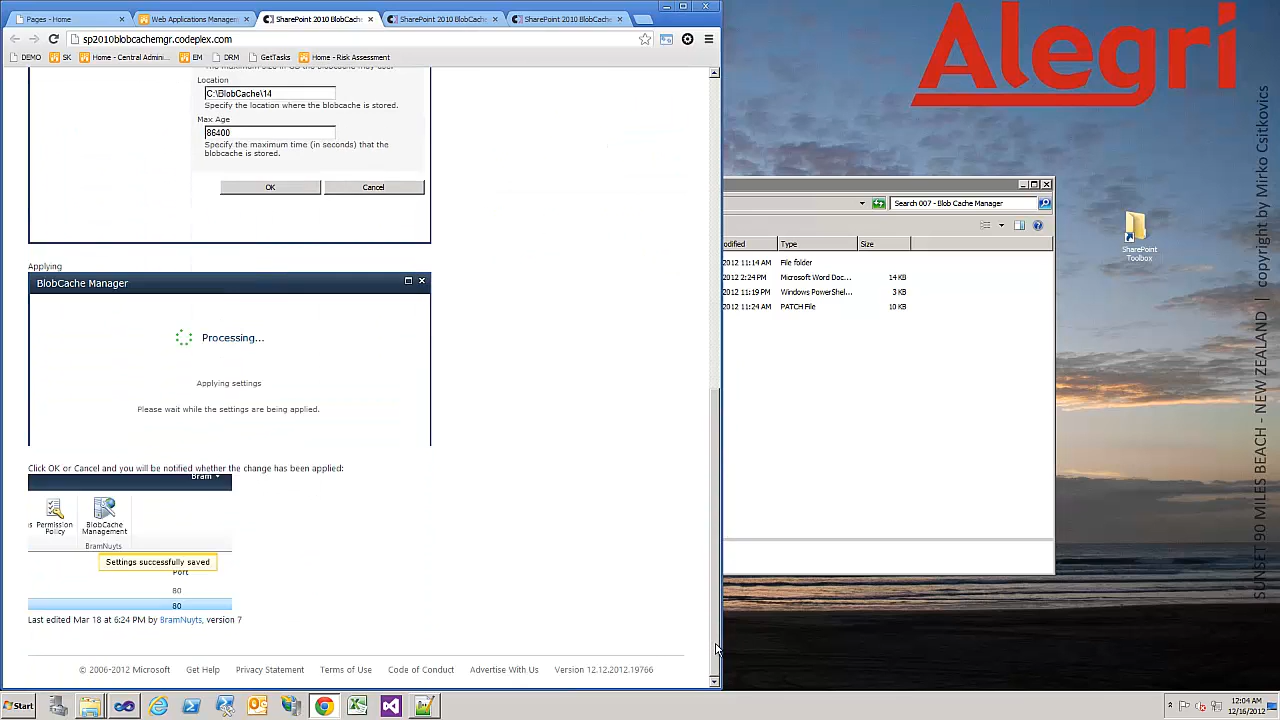 Pages - Home
Web Applications Managemen
SharePoint 2010 BlobCache
SharePoint 2010 BlobCache
SharePoint 2010 BlobCache
sp2010blobcachemgr.codeplex.com
DEMO
SK
Home - Central Admini...
EM
DRM
GetTasks
Home - Risk Assessment
Location
C:\BlobCache\14
Specify the location where the blobcache is stored.
Max Age
86400
Specify the maximum time (in seconds) that the
blobcache is stored.
OK
Cancel
Applying
BlobCache Manager
Processing...
Applying settings
Please wait while the settings are being applied.
Click OK or Cancel and you will be notified whether the change has been applied:
Bram
s
Permission
Policy
BlobCache
Management
BramNuyts
Settings successfully saved
Port
80
80
Last edited Mar 18 at 6:24 PM by BramNuyts, version 7
© 2006-2012 Microsoft
Get Help
Privacy Statement
Terms of Use
Code of Conduct
Advertise With Us
Version 12.12.2012.19766
Search 007 - Blob Cache Manager
odified
Type
Size
2012 11:14 AM
File folder
2012 2:24 PM
Microsoft Word Doc...
14 KB
2012 11:19 PM
Windows PowerShel...
3 KB
2012 11:24 AM
PATCH File
10 KB
Alegri
SharePoint
Toolbox
SUNSET 90 MILES BEACH - NEW ZEALAND | copyright by Mirko Csitkovics
Start
12:04 AM
12/16/2012